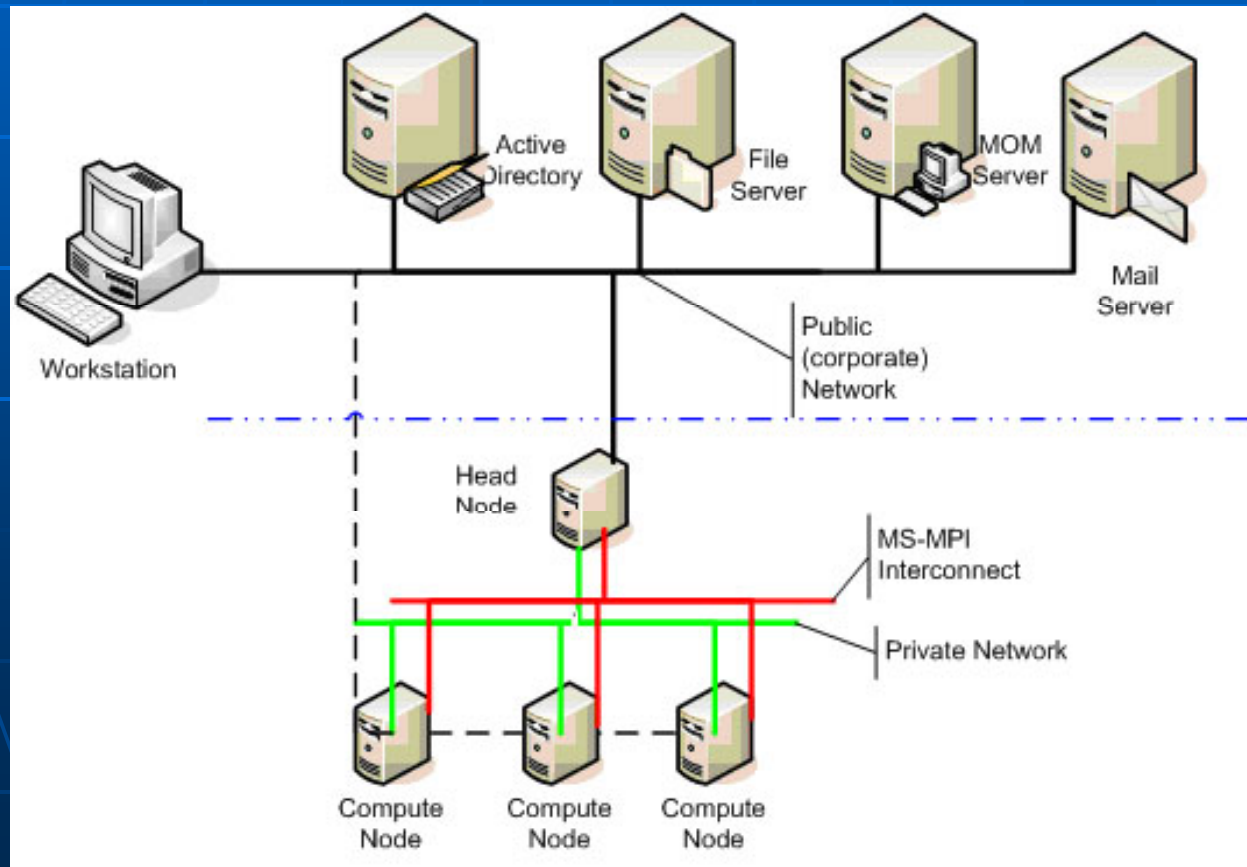 Active
Directory
File
Server
MOM
Server
Mail
Server
Workstation
Public
(corporate)
Network
Head
Node
MS-MPI
Interconnect
Private Network
Compute
Node
Compute
Node
Compute
Node